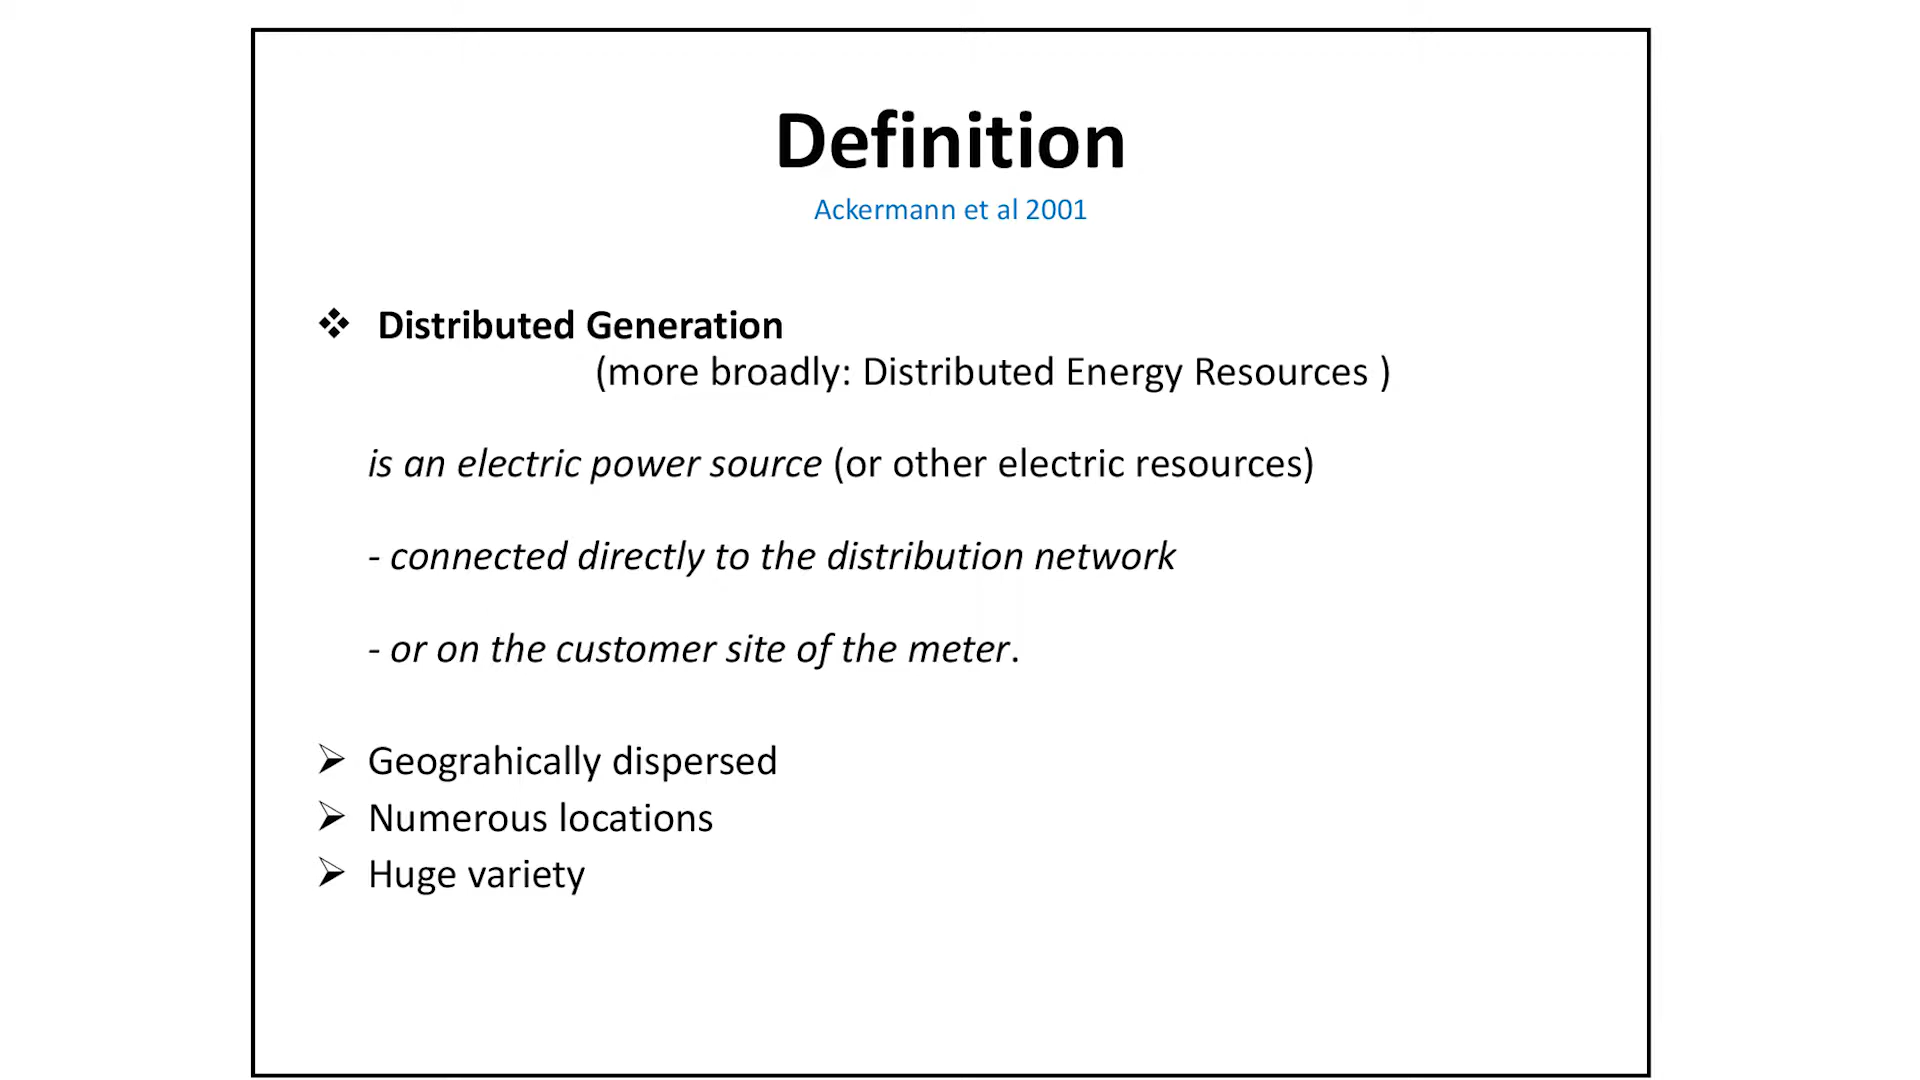 Definition
Ackermann et al 2001
❖ Distributed Generation
(more broadly: Distributed Energy Resources )
is an electric power source (or other electric resources)
- connected directly to the distribution network
- or on the customer site of the meter.
➢ Geograhically dispersed
➢ Numerous locations
➢ Huge variety